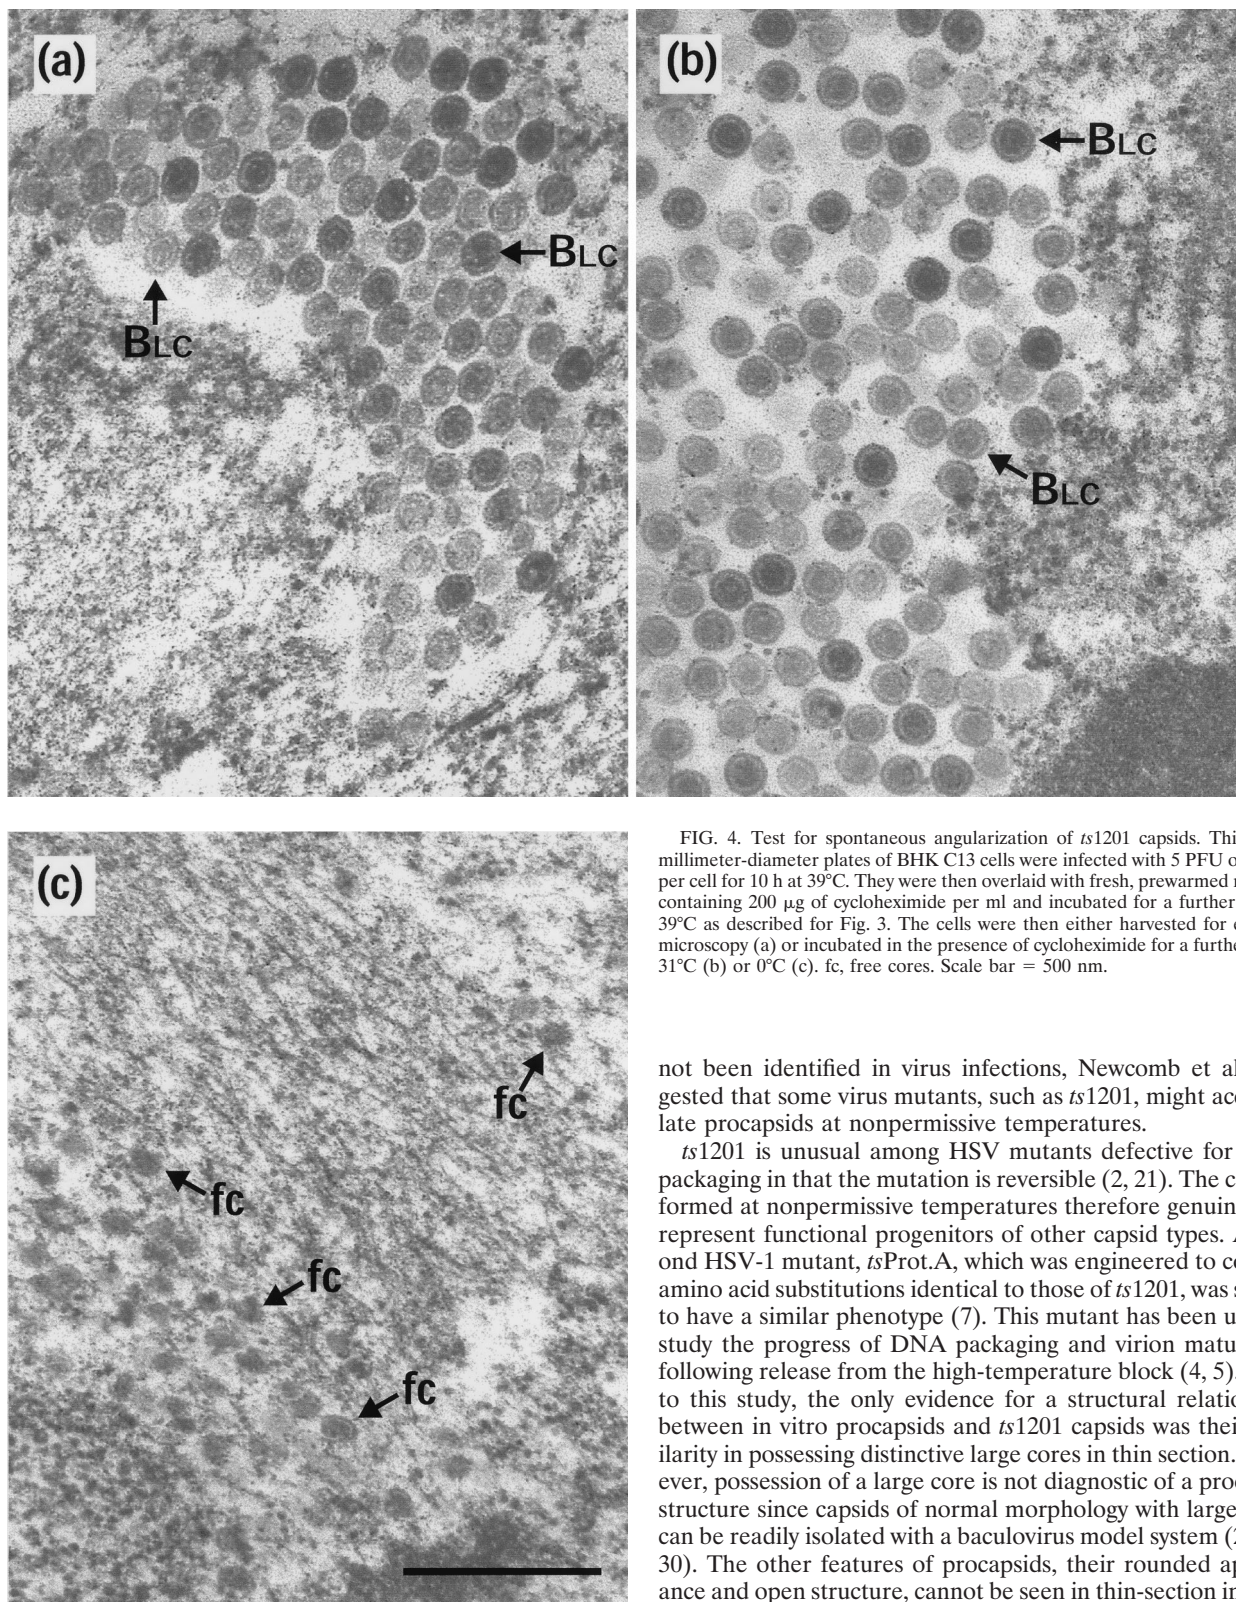 (a)
BLC
BLC
(b)
BLC
BLC
(c)
fc
fc
fc
fc
FIG. 4. Test for spontaneous angularization of ts1201 capsids. Thi
millimeter-diameter plates of BHK C13 cells were infected with 5 PFU o
per cell for 10 h at 39°C. They were then overlaid with fresh, prewarmed
containing 200 μg of cycloheximide per ml and incubated for a further
39°C as described for Fig. 3. The cells were then either harvested for
microscopy (a) or incubated in the presence of cycloheximide for a furthe
31°C (b) or 0°C (c). fc, free cores. Scale bar = 500 nm.
not been identified in virus infections, Newcomb et al
gested that some virus mutants, such as ts1201, might acc
late procapsids at nonpermissive temperatures.
ts1201 is unusual among HSV mutants defective for
packaging in that the mutation is reversible (2, 21). The c
formed at nonpermissive temperatures therefore genuin
represent functional progenitors of other capsid types. A
ond HSV-1 mutant, tsProt.A, which was engineered to co
amino acid substitutions identical to those of ts1201, was s
to have a similar phenotype (7). This mutant has been u
study the progress of DNA packaging and virion matu
following release from the high-temperature block (4, 5).
to this study, the only evidence for a structural relatio
between in vitro procapsids and ts1201 capsids was thei
ilarity in possessing distinctive large cores in thin section.
ever, possession of a large core is not diagnostic of a proc
structure since capsids of normal morphology with large
can be readily isolated with a baculovirus model system (2
30). The other features of procapsids, their rounded ap
ance and open structure, cannot be seen in thin-section in